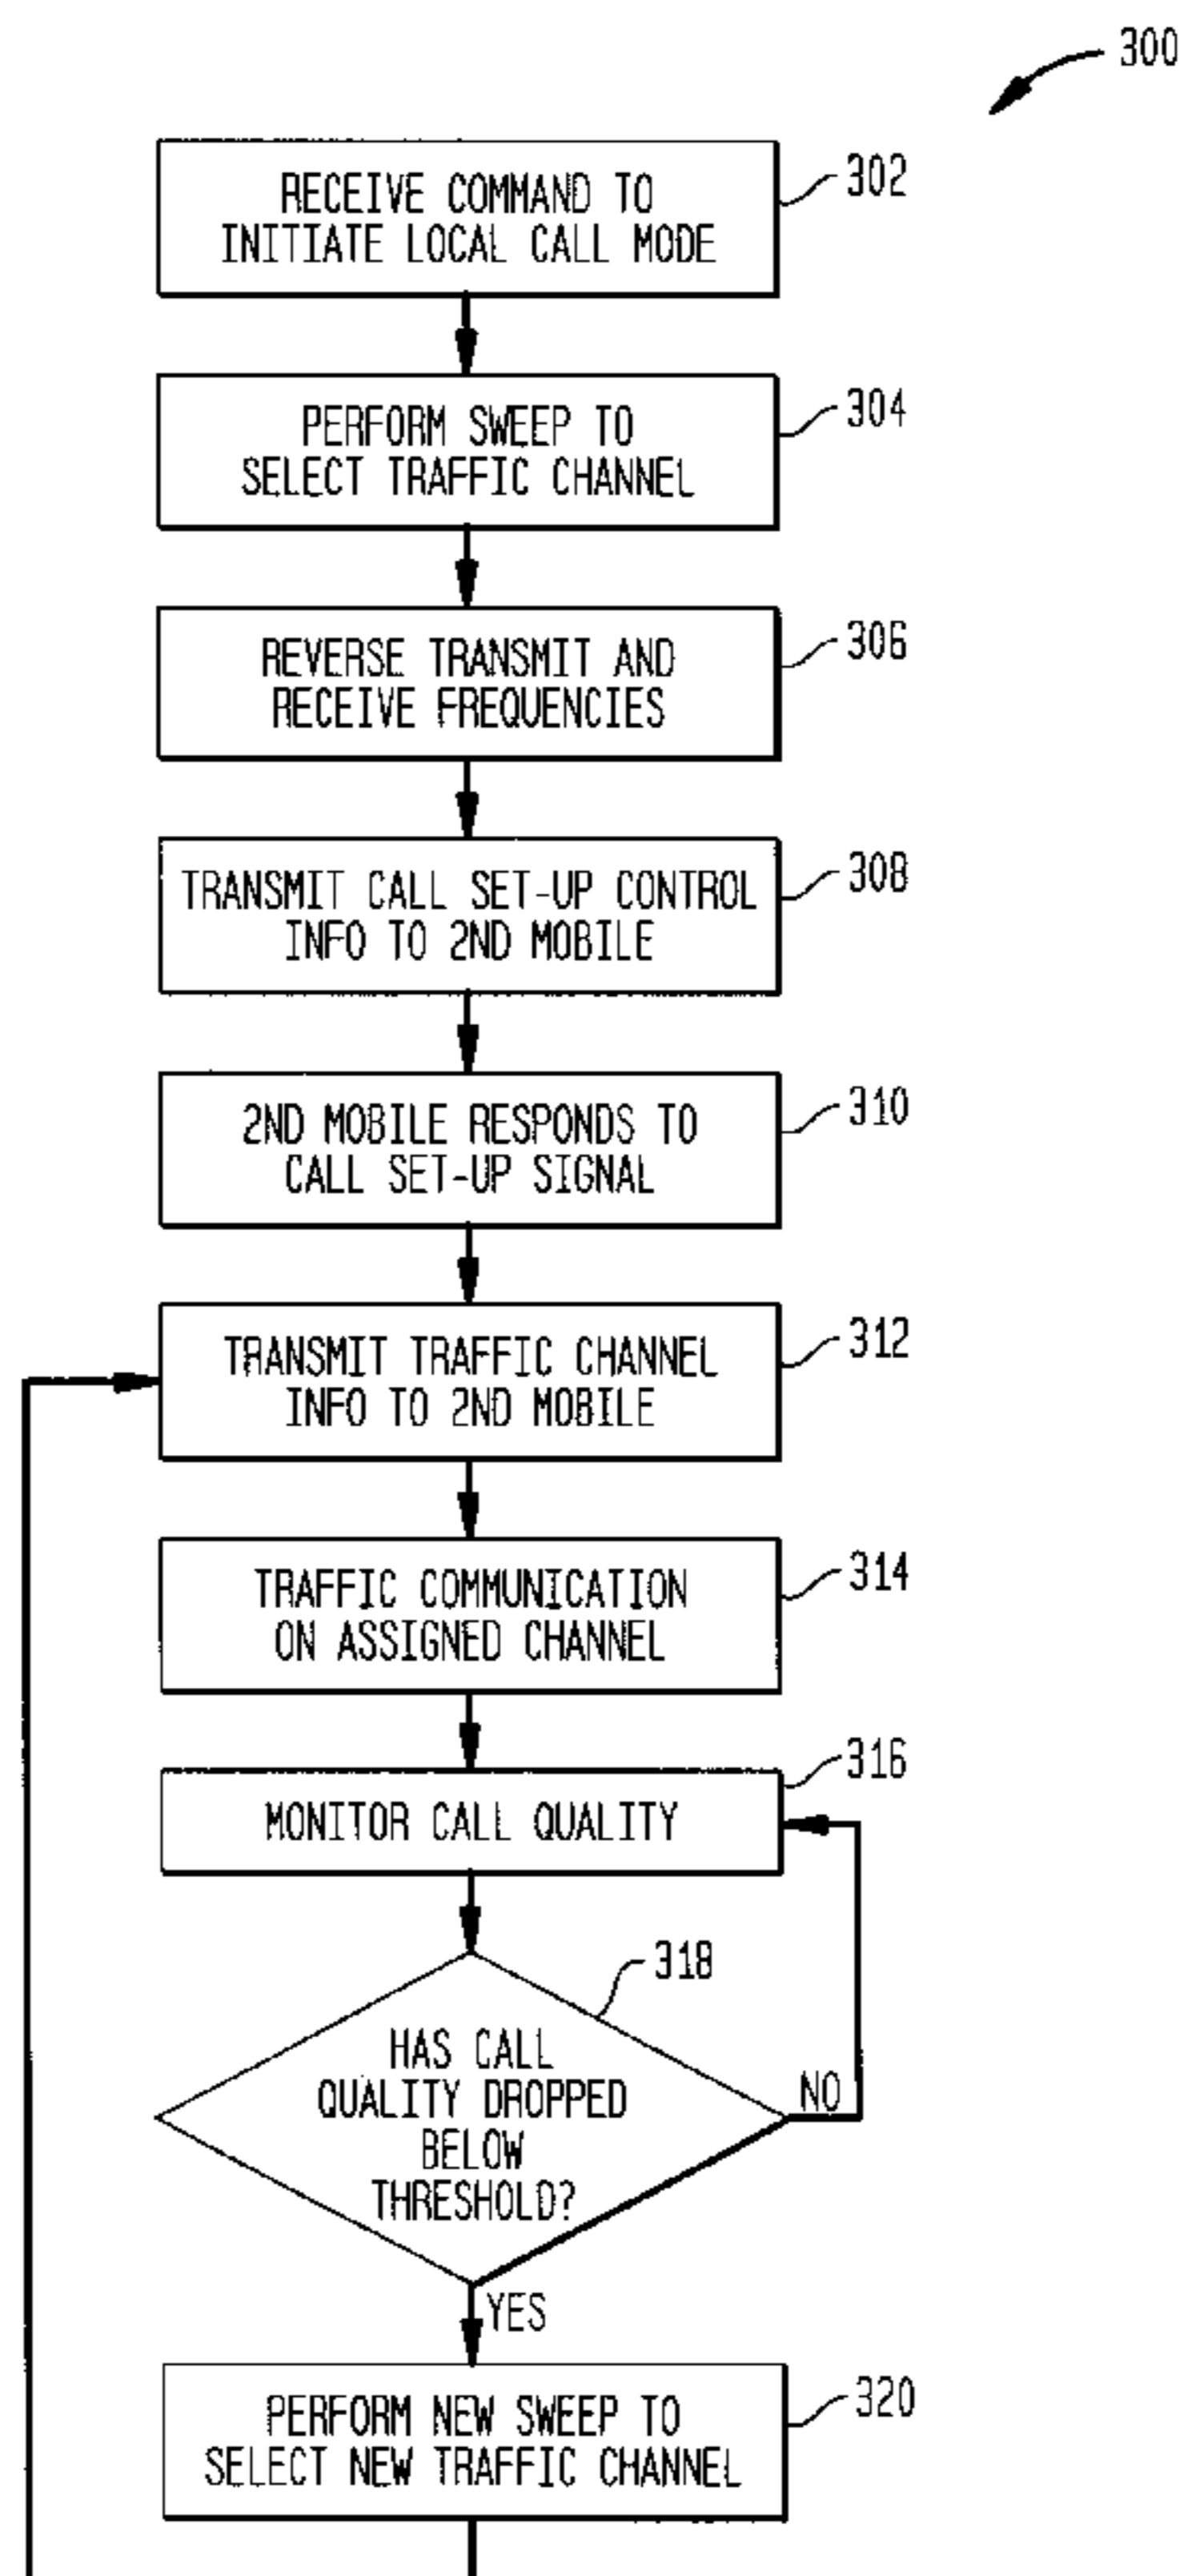 300
RECEIVE COMMAND TO
INITIATE LOCAL CALL MODE
302
PERFORM SWEEP TO
SELECT TRAFFIC CHANNEL
304
REVERSE TRANSMIT AND
RECEIVE FREQUENCIES
306
TRANSMIT CALL SET-UP CONTROL
INFO TO 2ND MOBILE
308
2ND MOBILE RESPONDS TO
CALL SET-UP SIGNAL
310
TRANSMIT TRAFFIC CHANNEL
INFO TO 2ND MOBILE
312
TRAFFIC COMMUNICATION
ON ASSIGNED CHANNEL
314
MONITOR CALL QUALITY
316
HAS CALL
QUALITY DROPPED
BELOW
THRESHOLD?
318
NO
YES
PERFORM NEW SWEEP TO
SELECT NEW TRAFFIC CHANNEL
320